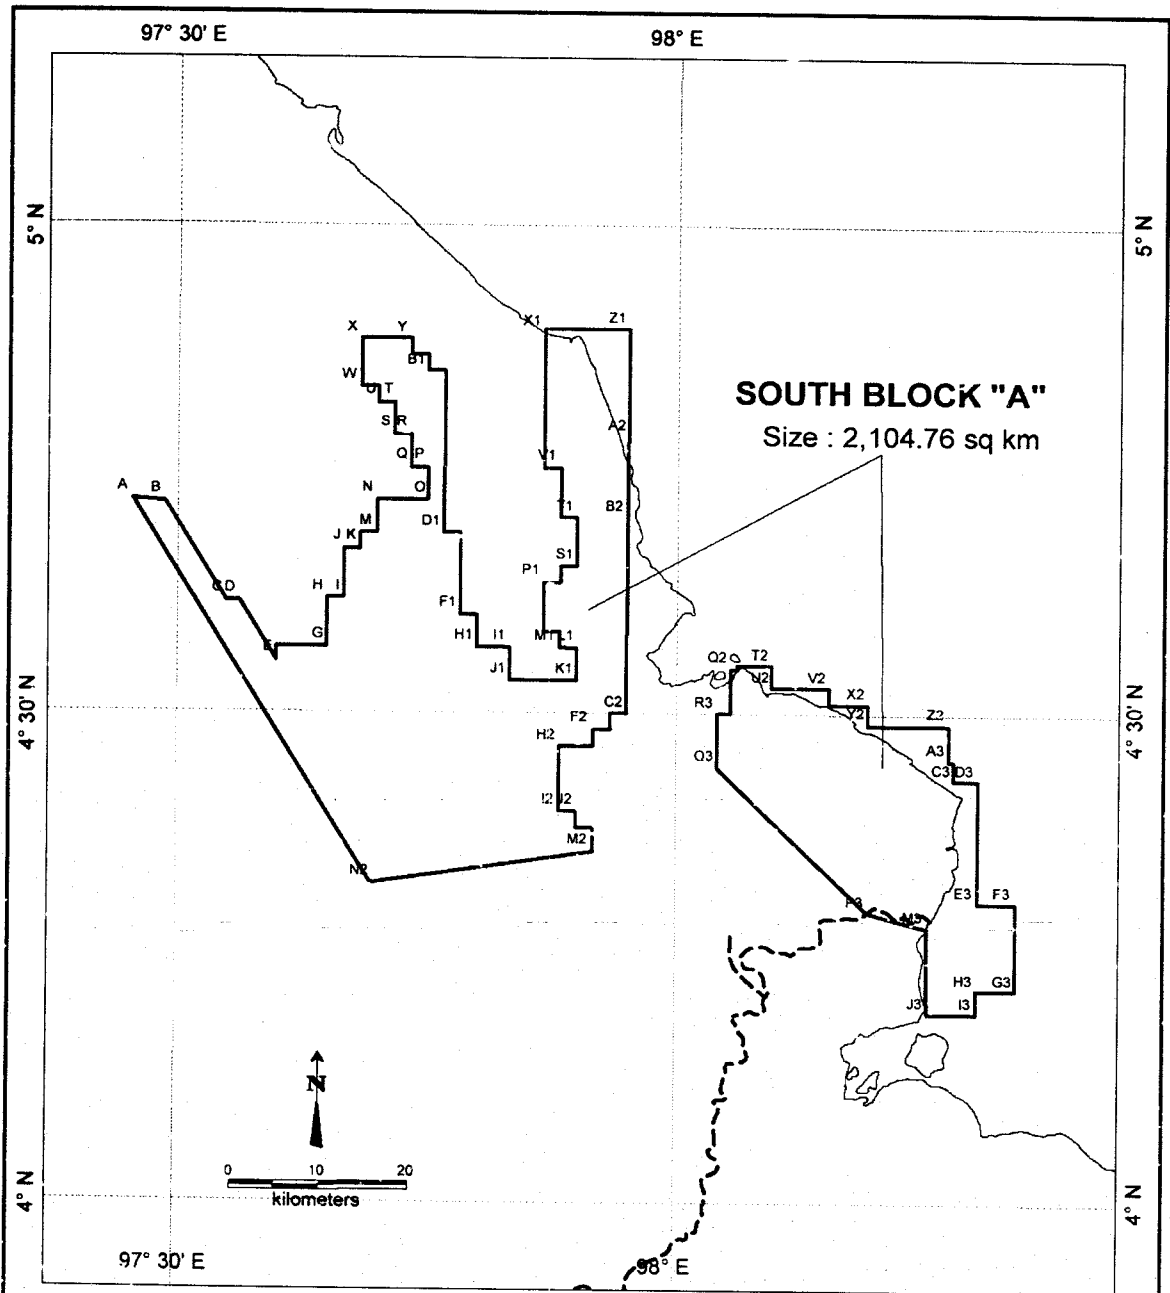 97° 30' E
98° E
5° N
5° N
X1
Z1
X
Y
B1
W
U T
SOUTH BLOCK "A"
Size : 2,104.76 sq km
S R
A2
Q P
V1
A
B
N
O
T1
B2
M
D1
J K
S1
P1
C D
H
I
F1
G
H1
I1
M1
L1
E
J1
K1
Q2
T2
U2
V2
R3
X2
C2
F2
Y2
Z2
4° 30' N
4° 30' N
H2
Q3
A3
C3
D3
I2
J2
M2
N2
E3
F3
P3
M3
H3
G3
J3
I3
N
0
10
20
kilometers
4° N
4° N
97° 30' E
98° E